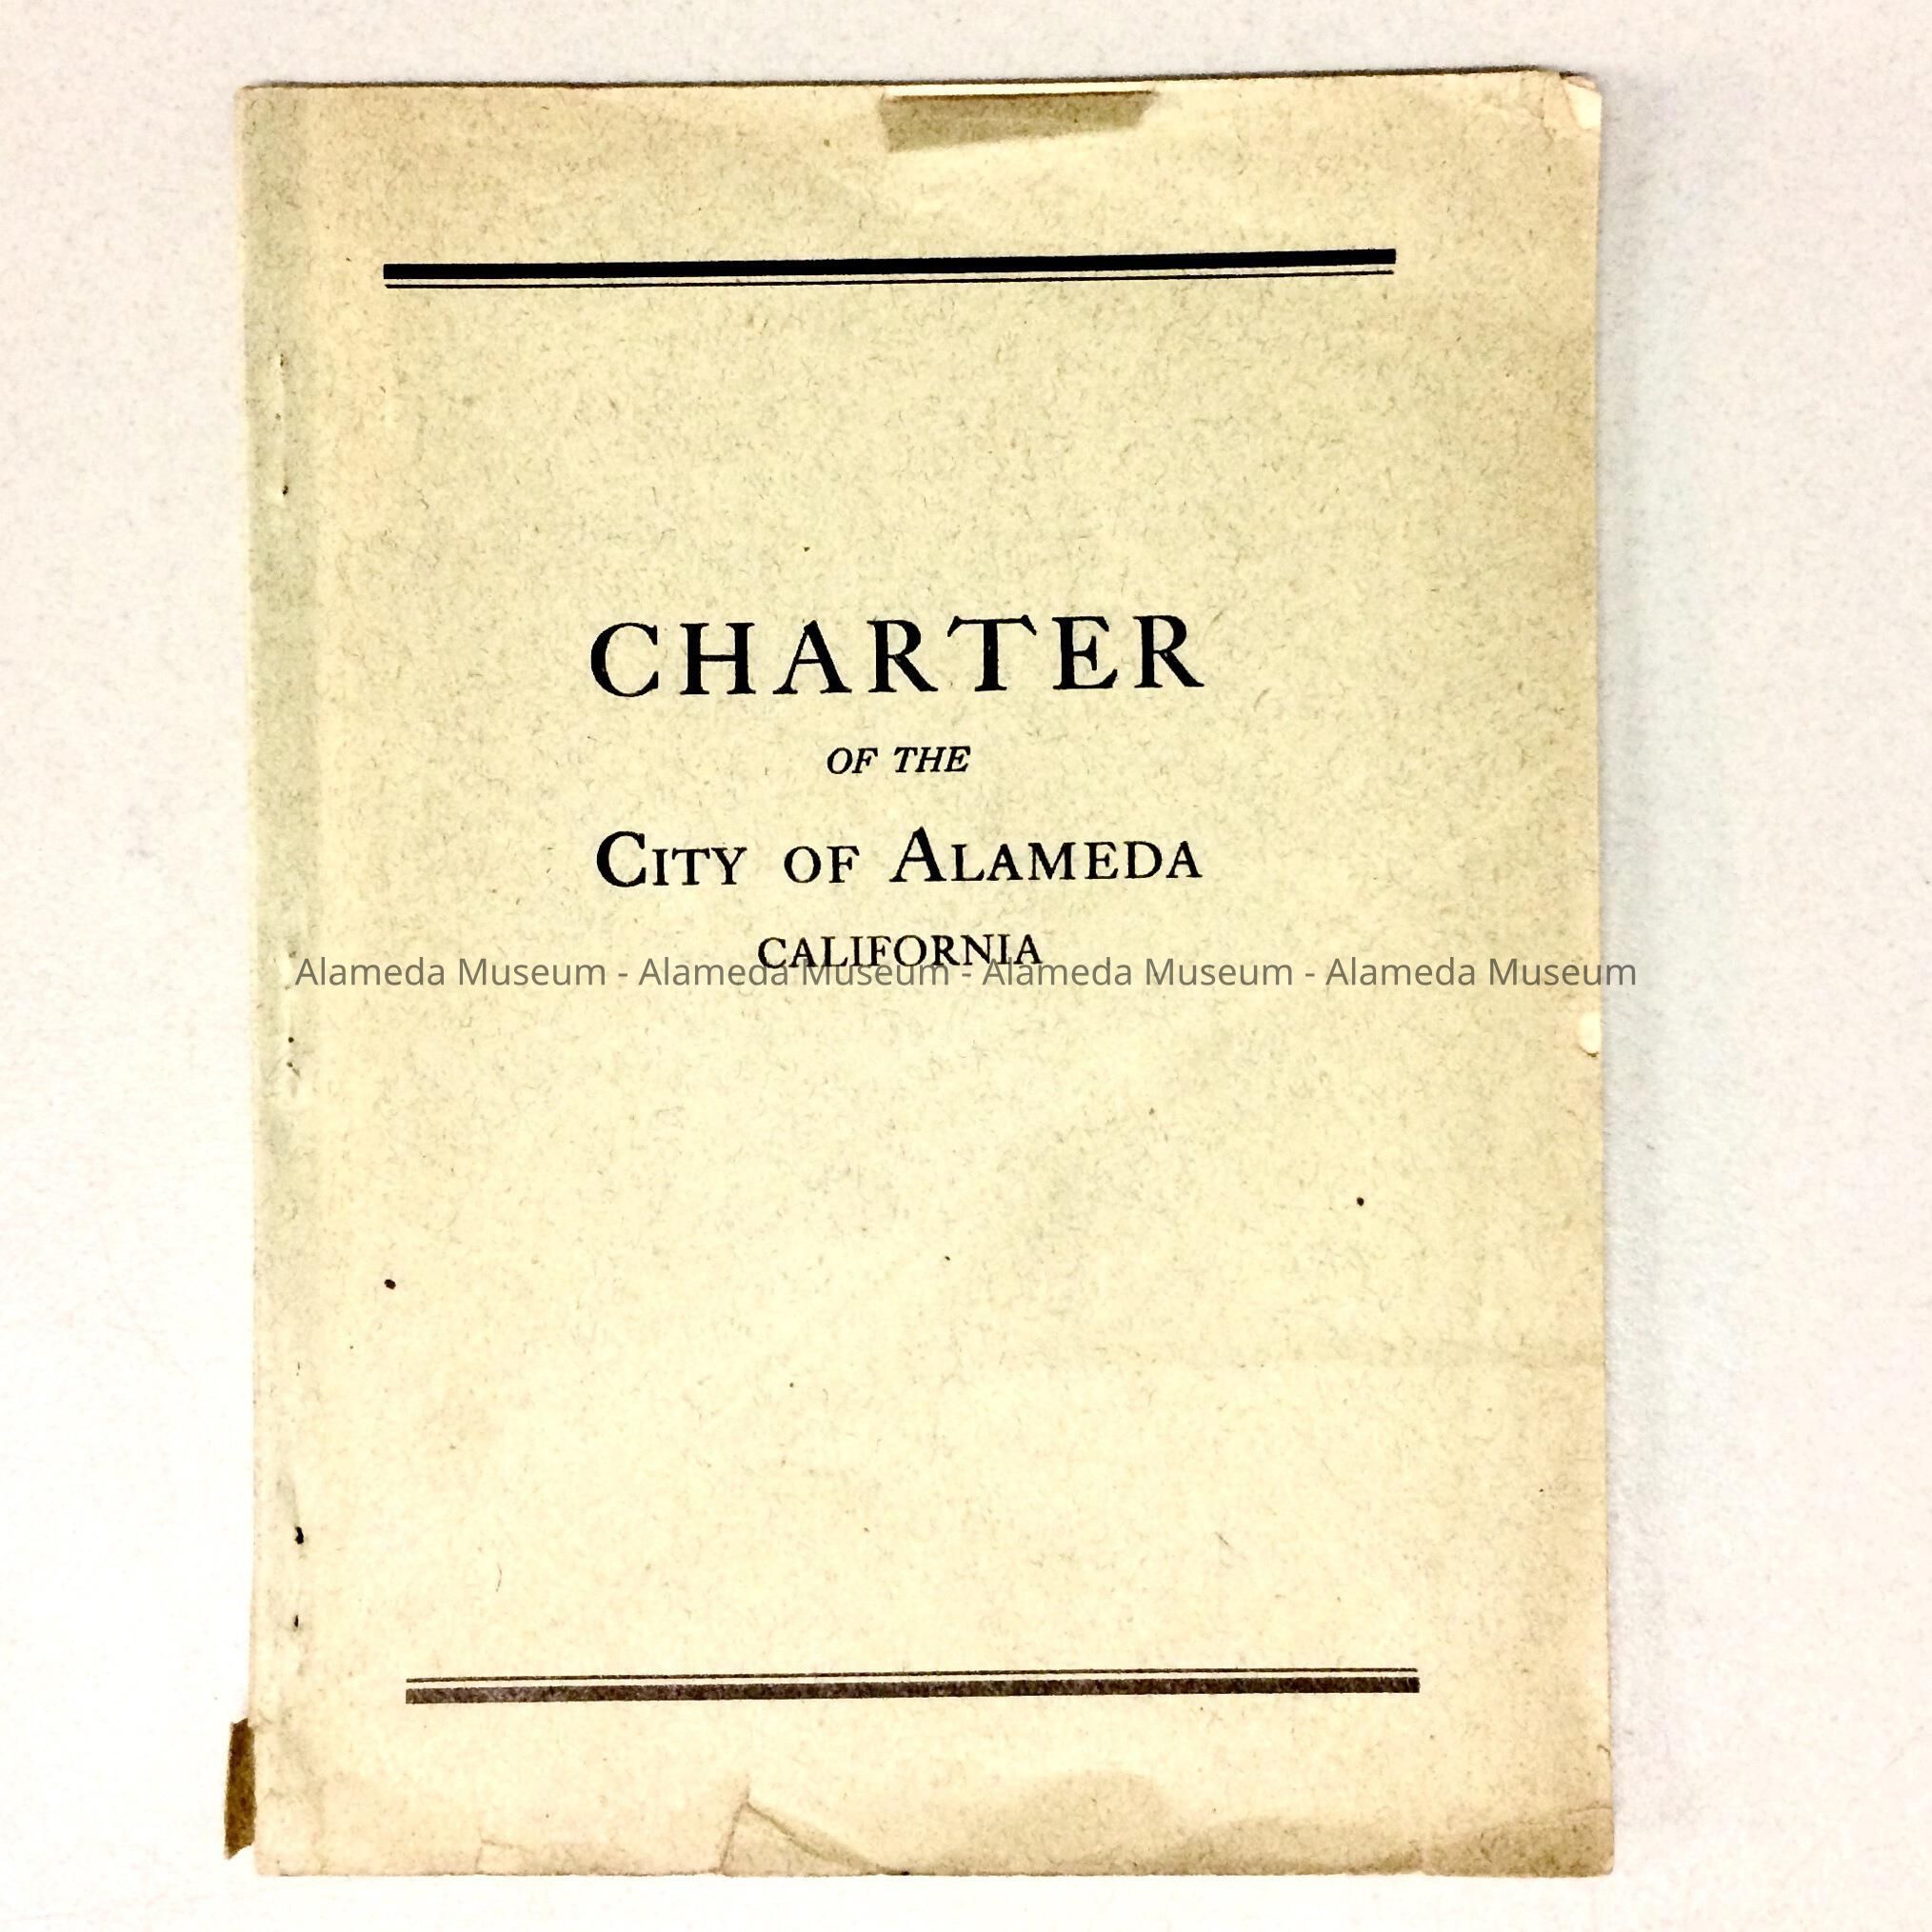 CHARTER
OF THE
CITY OF ALAMEDA
CALIFORNIA
Alameda Museum - Alameda Museum - Alameda Museum - Alameda Museum